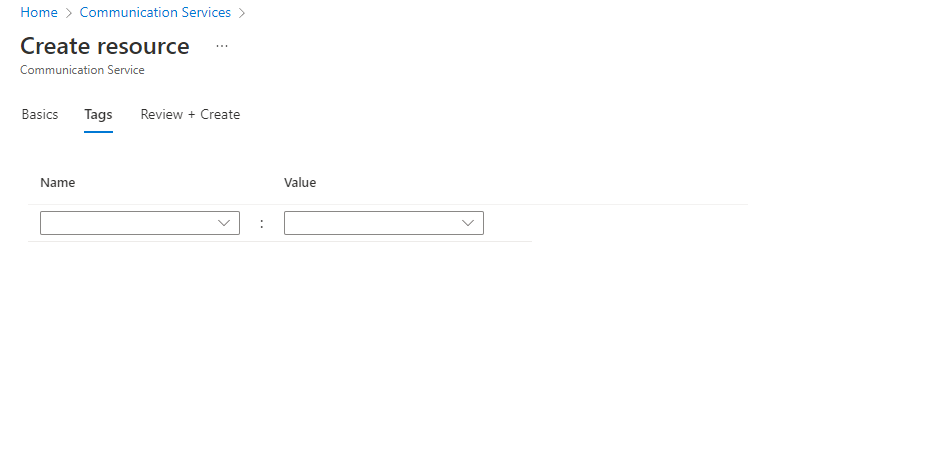 Home > Communication Services >
Create resource ...
Communication Service
Basics Tags Review + Create
Name Value
: